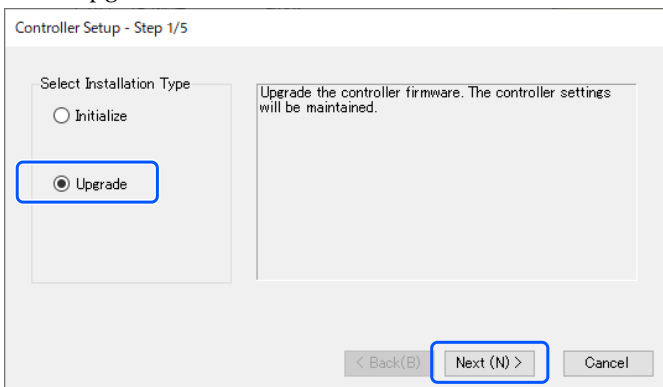 Controller Setup - Step 1/5
Select Installation Type
Initialize
Upgrade
Upgrade the controller firmware. The controller settings
will be maintained.
< Back(B)
Next (N) >
Cancel